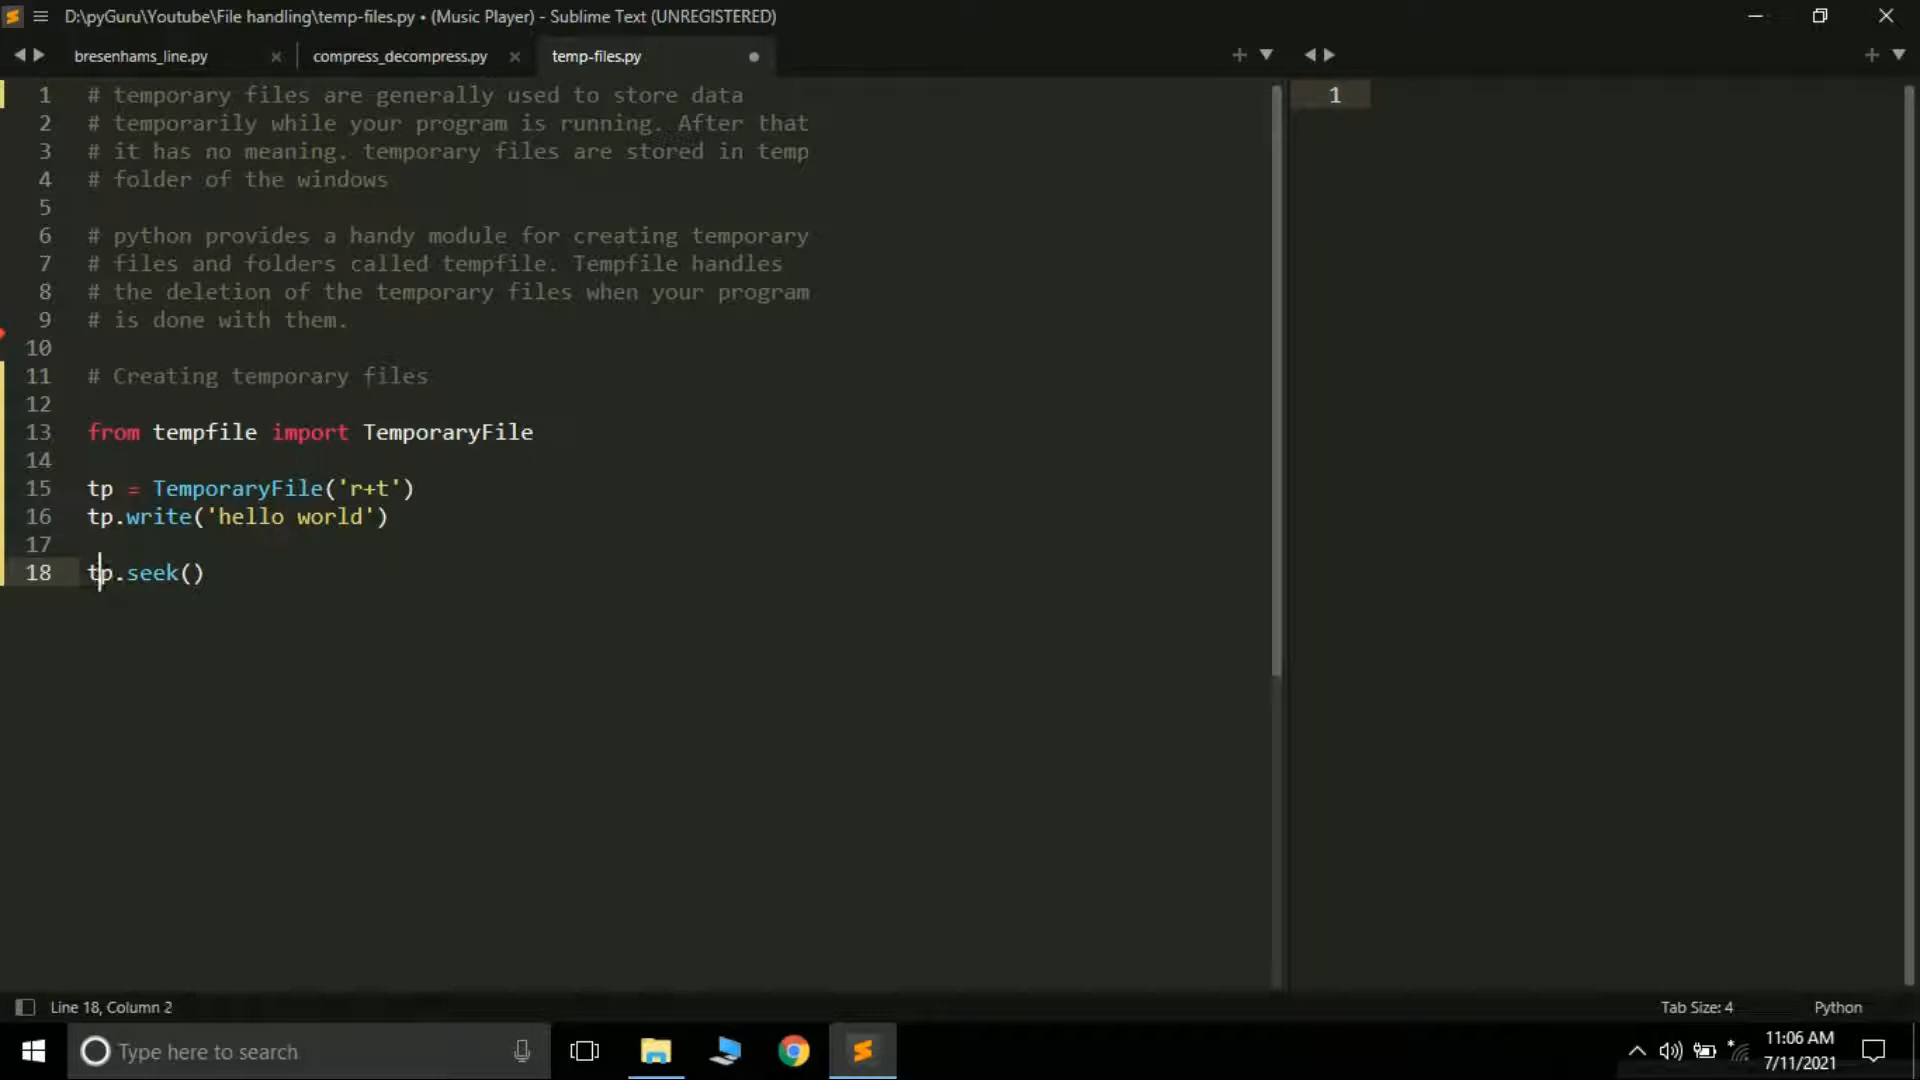 D:\pyGuru\Youtube\File handling\temp-files.py • (Music Player) - Sublime Text (UNREGISTERED)
bresenhams_line.py compress_decompress.py temp-files.py
1 # temporary files are generally used to store data
2 # temporarily while your program is running. After that
3 # it has no meaning. temporary files are stored in temp
4 # folder of the windows
5
6 # python provides a handy module for creating temporary
7 # files and folders called tempfile. Tempfile handles
8 # the deletion of the temporary files when your program
9 # is done with them.
10
11 # Creating temporary files
12
13 from tempfile import TemporaryFile
14
15 tp = TemporaryFile('r+t')
16 tp.write('hello world')
17
18 tp.seek()
1
Line 18, Column 2
Tab Size: 4
Python
Type here to search
11:06 AM
7/11/2021